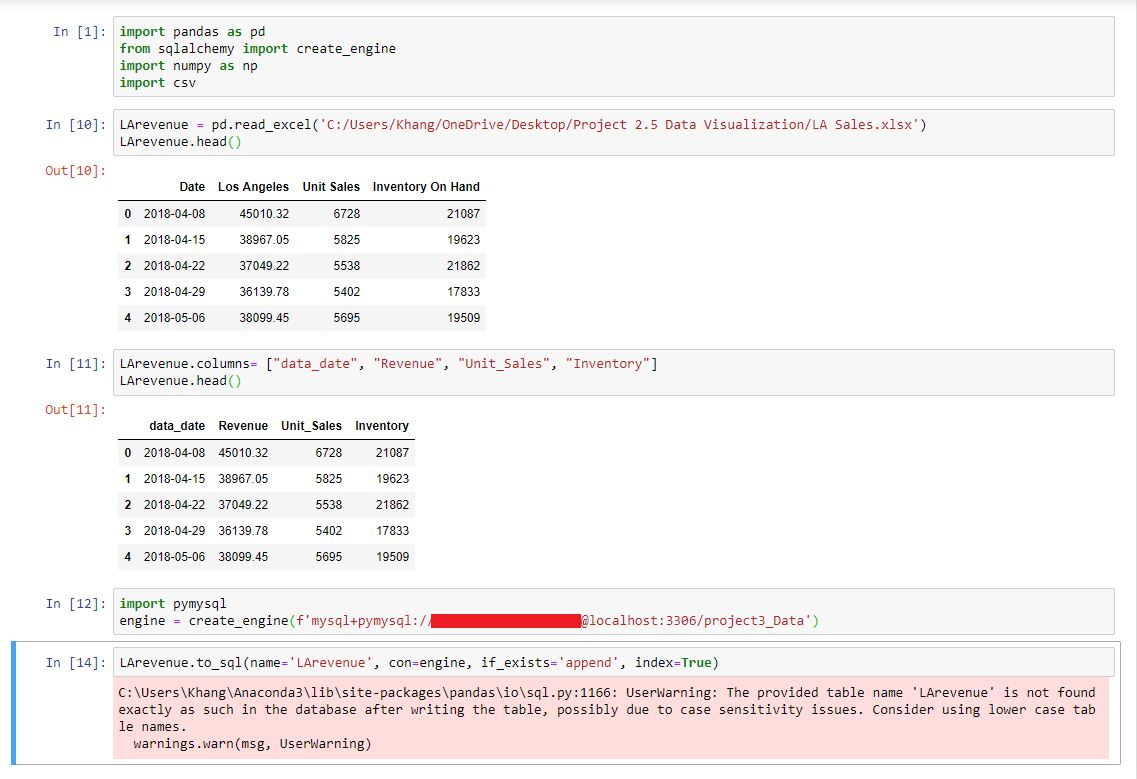 In [1]: import pandas as pd
from sqlalchemy import create_engine
import numpy as np
import csv
In [10]: LArevenue = pd.read_excel('C:/Users/Khang/OneDrive/Desktop/Project 2.5 Data Visualization/LA Sales.xlsx')
LArevenue.head()
Out[10]:
Date Los Angeles Unit Sales Inventory On Hand
0 2018-04-08 45010.32 6728 21087
1 2018-04-15 38967.05 5825 19623
2 2018-04-22 37049.22 5538 21862
3 2018-04-29 36139.78 5402 17833
4 2018-05-06 38099.45 5695 19509
In [11]: LArevenue.columns= ["data_date", "Revenue", "Unit_Sales", "Inventory"]
LArevenue.head()
Out[11]:
data_date Revenue Unit_Sales Inventory
0 2018-04-08 45010.32 6728 21087
1 2018-04-15 38967.05 5825 19623
2 2018-04-22 37049.22 5538 21862
3 2018-04-29 36139.78 5402 17833
4 2018-05-06 38099.45 5695 19509
In [12]: import pymysql
engine = create_engine(f'mysql+pymysql://@localhost:3306/project3_Data')
In [14]: LArevenue.to_sql(name='LArevenue', con=engine, if_exists='append', index=True)
C:\Users\Khang\Anaconda3\lib\site-packages\pandas\io\sql.py:1166: UserWarning: The provided table name 'LArevenue' is not found
exactly as such in the database after writing the table, possibly due to case sensitivity issues. Consider using lower case tab
le names.
warnings.warn(msg, UserWarning)